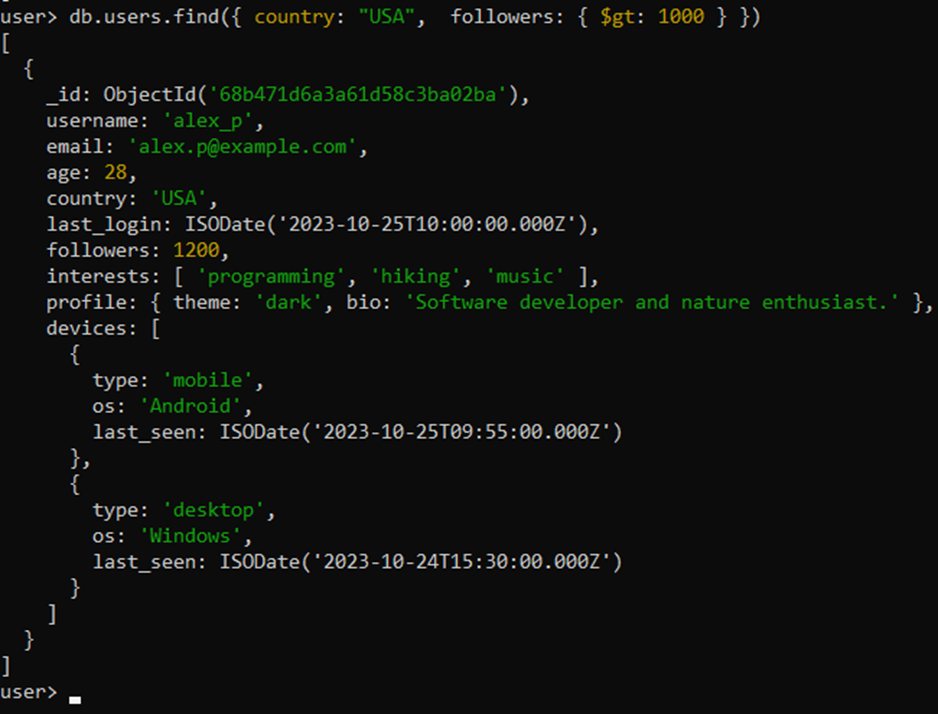 user> db.users.find({ country: "USA",  followers: { $gt: 1000 } })
[
  {
    _id: ObjectId('68b471d6a3a61d58c3ba02ba'),
    username: 'alex_p',
    email: 'alex.p@example.com',
    age: 28,
    country: 'USA',
    last_login: ISODate('2023-10-25T10:00:00.000Z'),
    followers: 1200,
    interests: [ 'programming', 'hiking', 'music' ],
    profile: { theme: 'dark', bio: 'Software developer and nature enthusiast.' },
    devices: [
      {
        type: 'mobile',
        os: 'Android',
        last_seen: ISODate('2023-10-25T09:55:00.000Z')
      },
      {
        type: 'desktop',
        os: 'Windows',
        last_seen: ISODate('2023-10-24T15:30:00.000Z')
      }
    ]
  }
]
user>